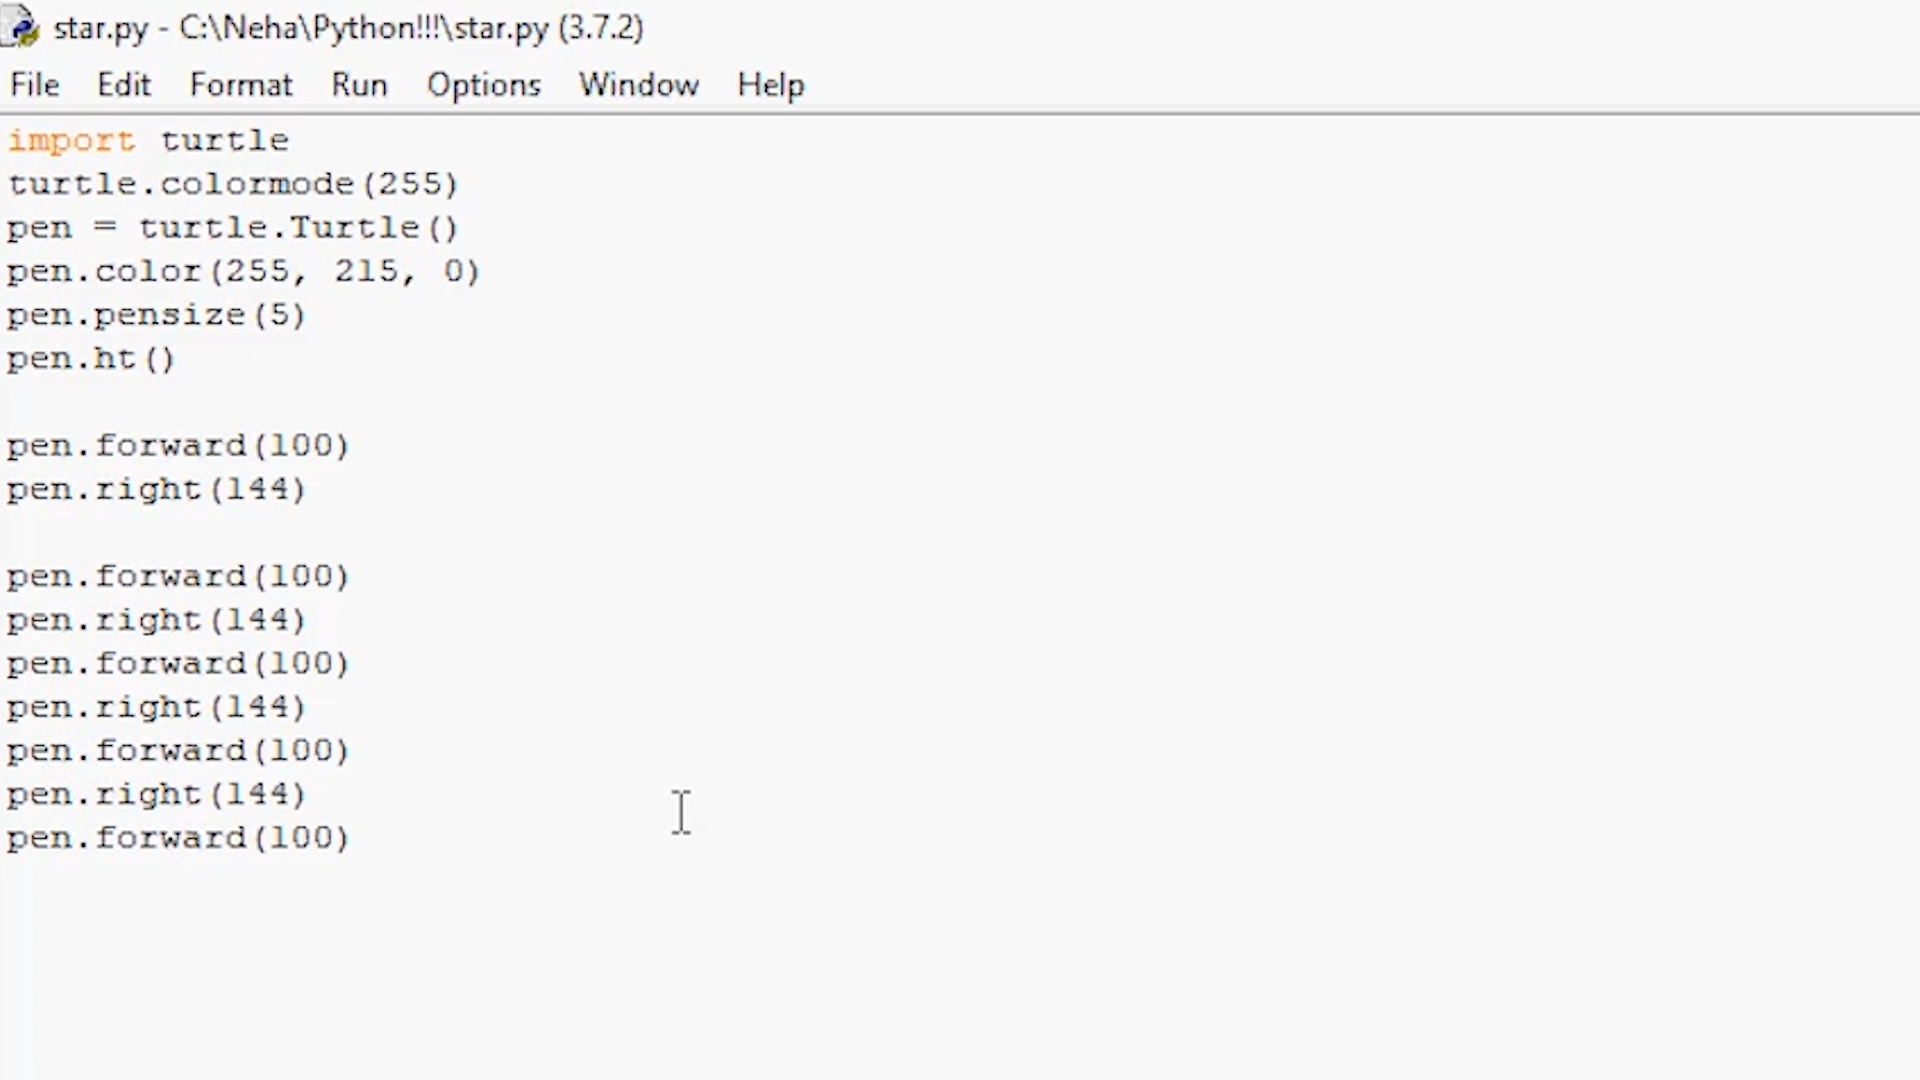 star.py - C:\Neha\Python!!!\star.py (3.7.2)
File Edit Format Run Options Window Help
import turtle
turtle.colormode(255)
pen = turtle.Turtle()
pen.color(255, 215, 0)
pen.pensize(5)
pen.ht()
pen.forward(100)
pen.right(144)
pen.forward(100)
pen.right(144)
pen.forward(100)
pen.right(144)
pen.forward(100)
pen.right(144)
pen.forward(100)